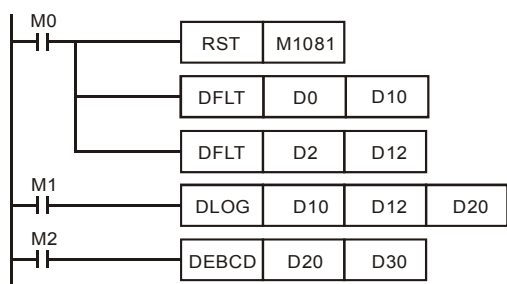 M0
RST M1081
DFLT D0 D10
DFLT D2 D12
M1
DLOG D10 D12 D20
M2
DEBCD D20 D30